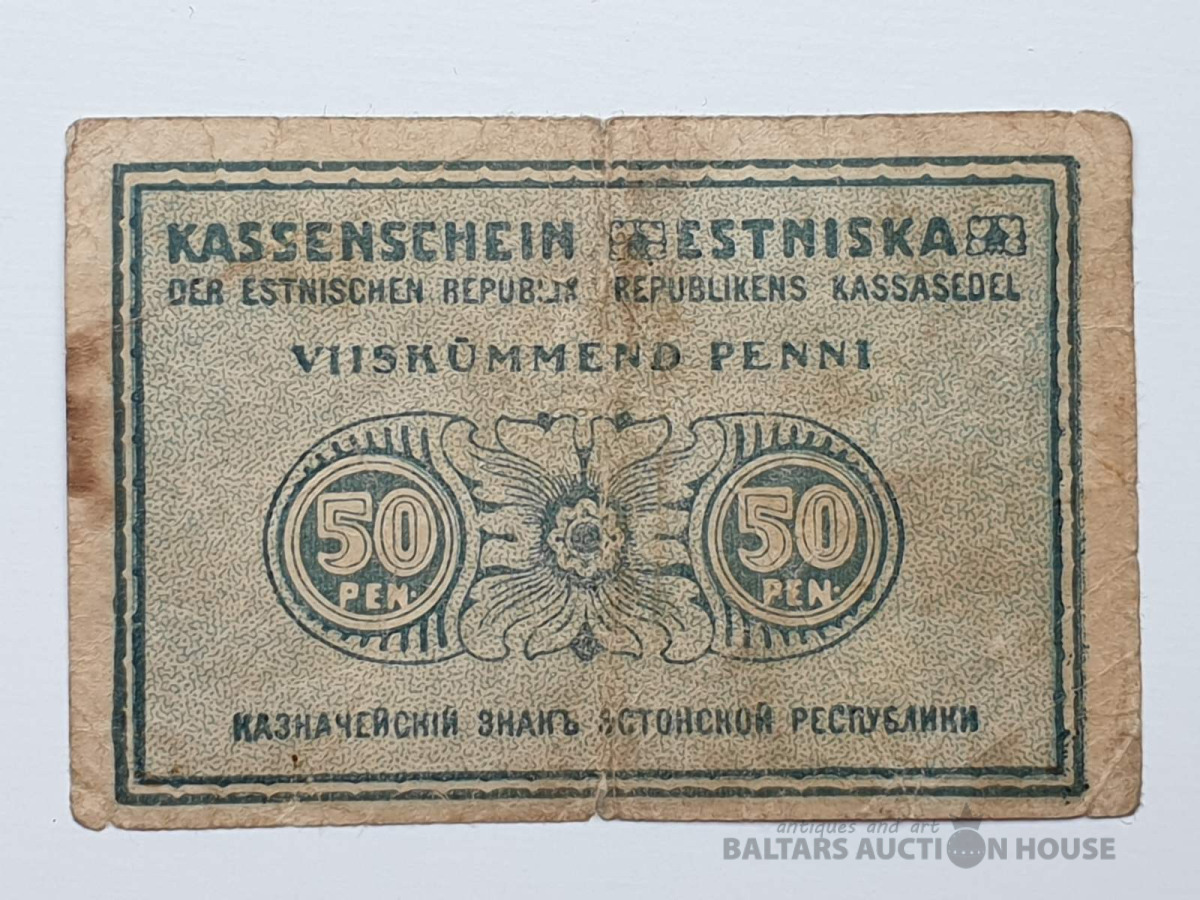 KASSENSCHEIN ESTNISKA
DER ESTNISCHEN REPUBLIK REPUBLIKENS KASSASEDEL
VIISKÜMMEND PENNI
50 50
PEN. PEN.
КАЗНАЧЕЙСКІЙ ЗНАКЪ ЭСТОНСКОЙ РЕСПУБЛИКИ
antiques and art
BALTARS AUCTION HOUSE